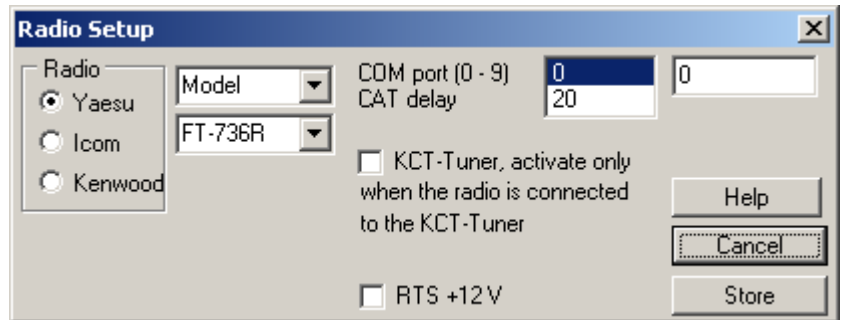 Radio Setup
Radio
Yaesu
Icom
Kenwood
Model
FT-736R
COM port (0 - 9)
CAT delay
0
20
0
KCT-Tuner, activate only
when the radio is connected
to the KCT-Tuner
RTS +12 V
Help
Cancel
Store